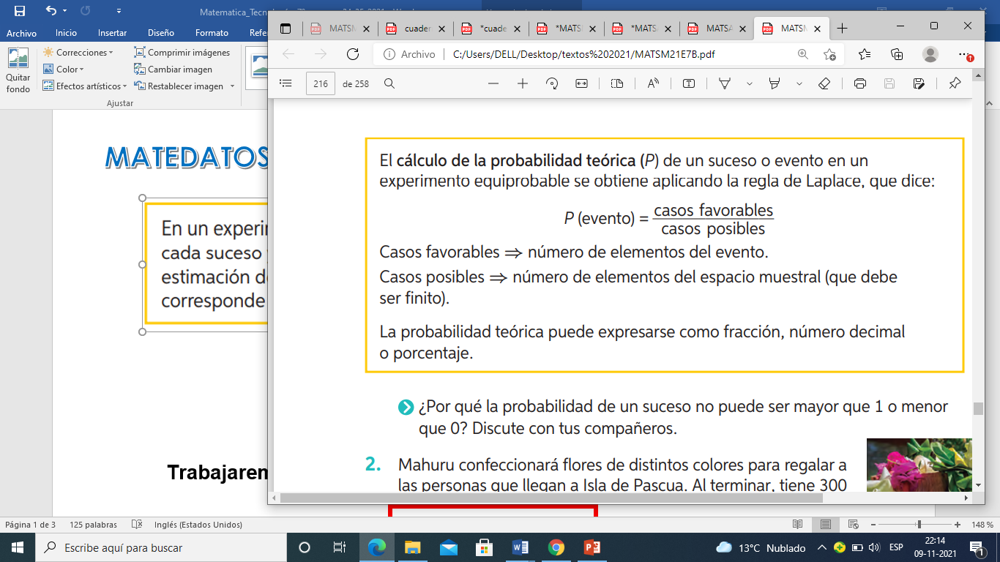 Matematica_Tecn
Archivo
Inicio
Insertar
Diseño
Formato
Refer
Correcciones
Color
Efectos artísticos
Comprimir imágenes
Cambiar imagen
Restablecer imagen
Quitar
fondo
Ajustar
MATEDATOS
En un experir
cada suceso
estimación d
corresponde
Trabajarem
MATSM
cuader
*cuade
*MATS
*MATS
MATSA
MATSM
Archivo
C:/Users/DELL/Desktop/textos%202021/MATSM21E7B.pdf
216
de 258
El cálculo de la probabilidad teórica (P) de un suceso o evento en un
experimento equiprobable se obtiene aplicando la regla de Laplace, que dice:
P (evento) = casos favorables
casos posibles
Casos favorables ⇒ número de elementos del evento.
Casos posibles ⇒ número de elementos del espacio muestral (que debe
ser finito).
La probabilidad teórica puede expresarse como fracción, número decimal
o porcentaje.
¿Por qué la probabilidad de un suceso no puede ser mayor que 1 o menor
que 0? Discute con tus compañeros.
2. Mahuru confeccionará flores de distintos colores para regalar a
las personas que llegan a Isla de Pascua. Al terminar, tiene 300
Página 1 de 3
125 palabras
Inglés (Estados Unidos)
148 %
Escribe aquí para buscar
13°C Nublado
ESP
22:14
09-11-2021
1